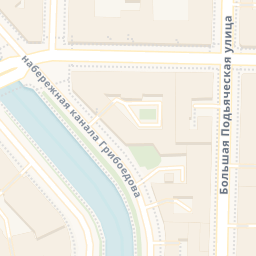 набережная канала Грибоедова
Большая Подьяческая улица